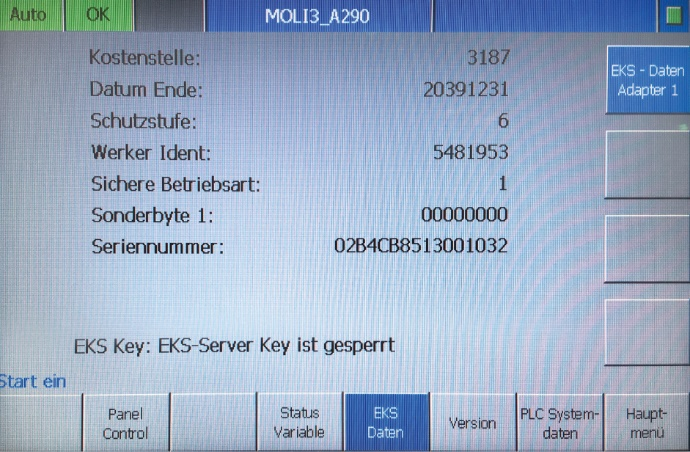 Auto OK MOLI3_A290
Kostenstelle: 3187
EKS - Daten
Adapter 1
Datum Ende: 20391231
Schutzstufe: 6
Werker Ident: 5481953
Sichere Betriebsart: 1
Sonderbyte 1: 00000000
Seriennummer: 02B4CB8513001032
EKS Key: EKS-Server Key ist gesperrt
Start ein
Panel
Control
Status
Variable
EKS
Daten
Version
PLC System-
daten
Haupt-
menü